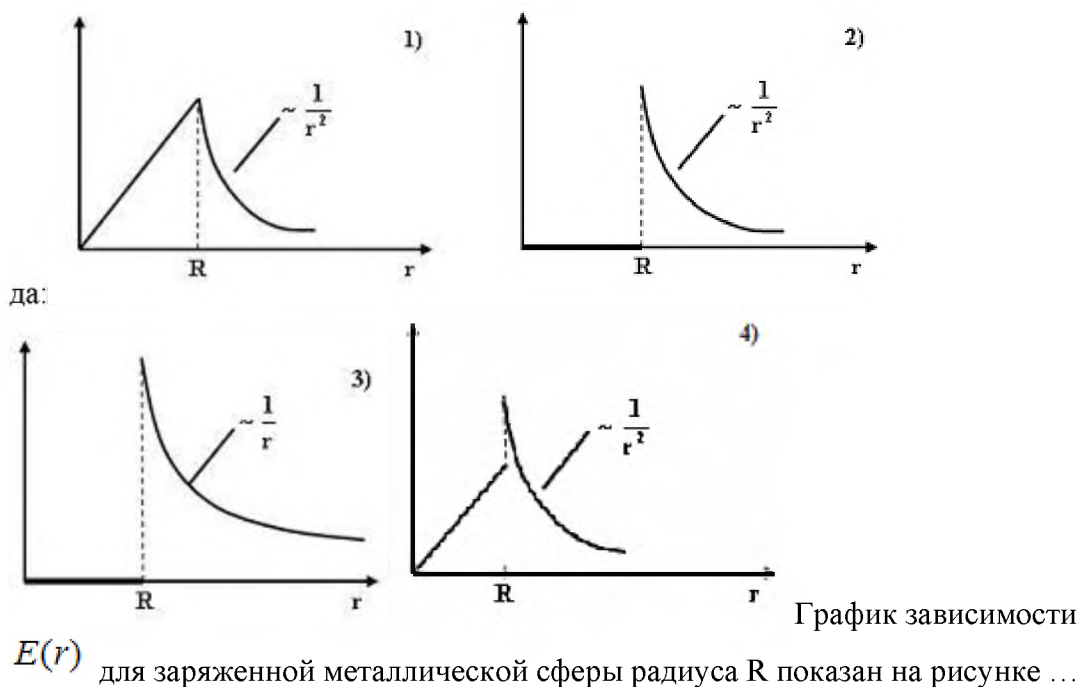 1)
~ 1/r²
R
r
2)
~ 1/r²
R
r
да:
3)
~ 1/r
R
r
4)
~ 1/r²
R
r
График зависимости
E(r) для заряженной металлической сферы радиуса R показан на рисунке …